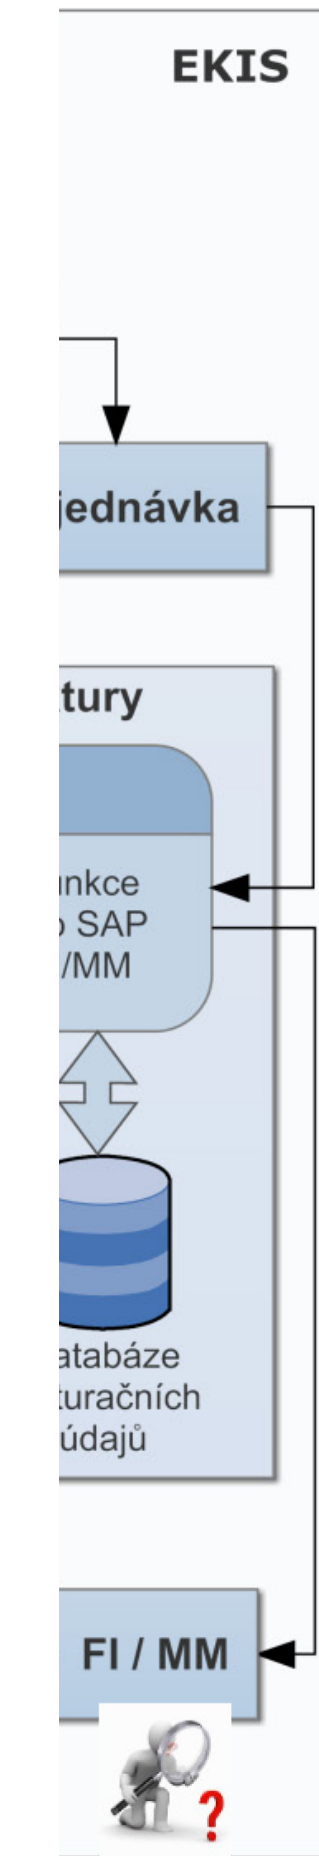 EKIS
jednávka
tury
nkce
SAP
/MM
atabáze
turačních
údajů
FI / MM
?